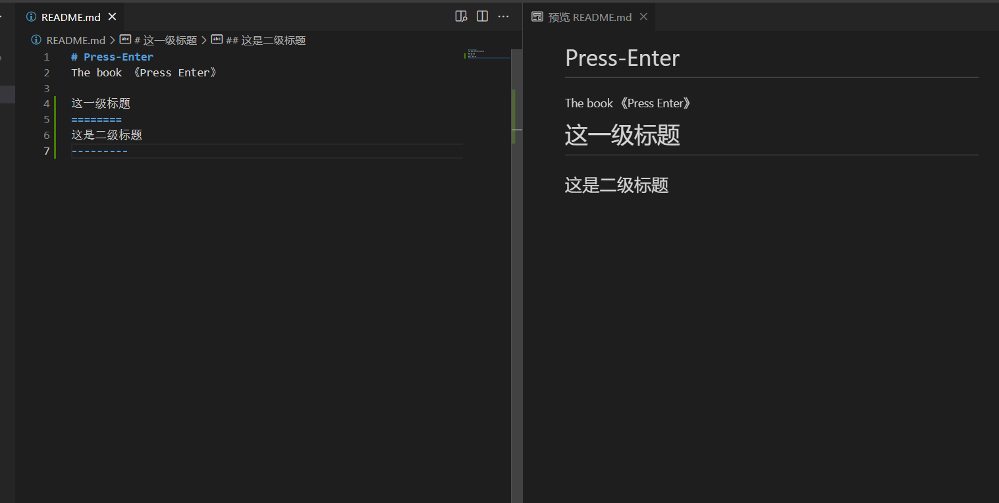 README.md
预览 README.md
README.md > # 这一级标题 > ## 这是二级标题
1 # Press-Enter
2 The book 《Press Enter》
3
4 这一级标题
5 ========
6 这是二级标题
7 ---------
Press-Enter
The book 《Press Enter》
这一级标题
这是二级标题